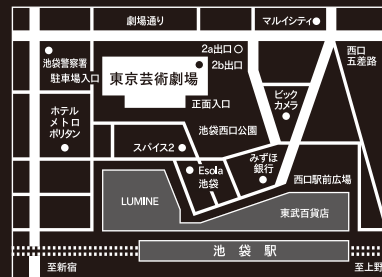 劇場通り
マルイシティ
2a出口
2b出口
西口
五差路
池袋警察署
駐車場入口
東京芸術劇場
正面入口
ビック
カメラ
ホテル
メトロ
ポリタン
池袋西口公園
スパイス2
Esola
池袋
みずほ
銀行
西口駅前広場
LUMINE
東武百貨店
池袋駅
至新宿
至上野